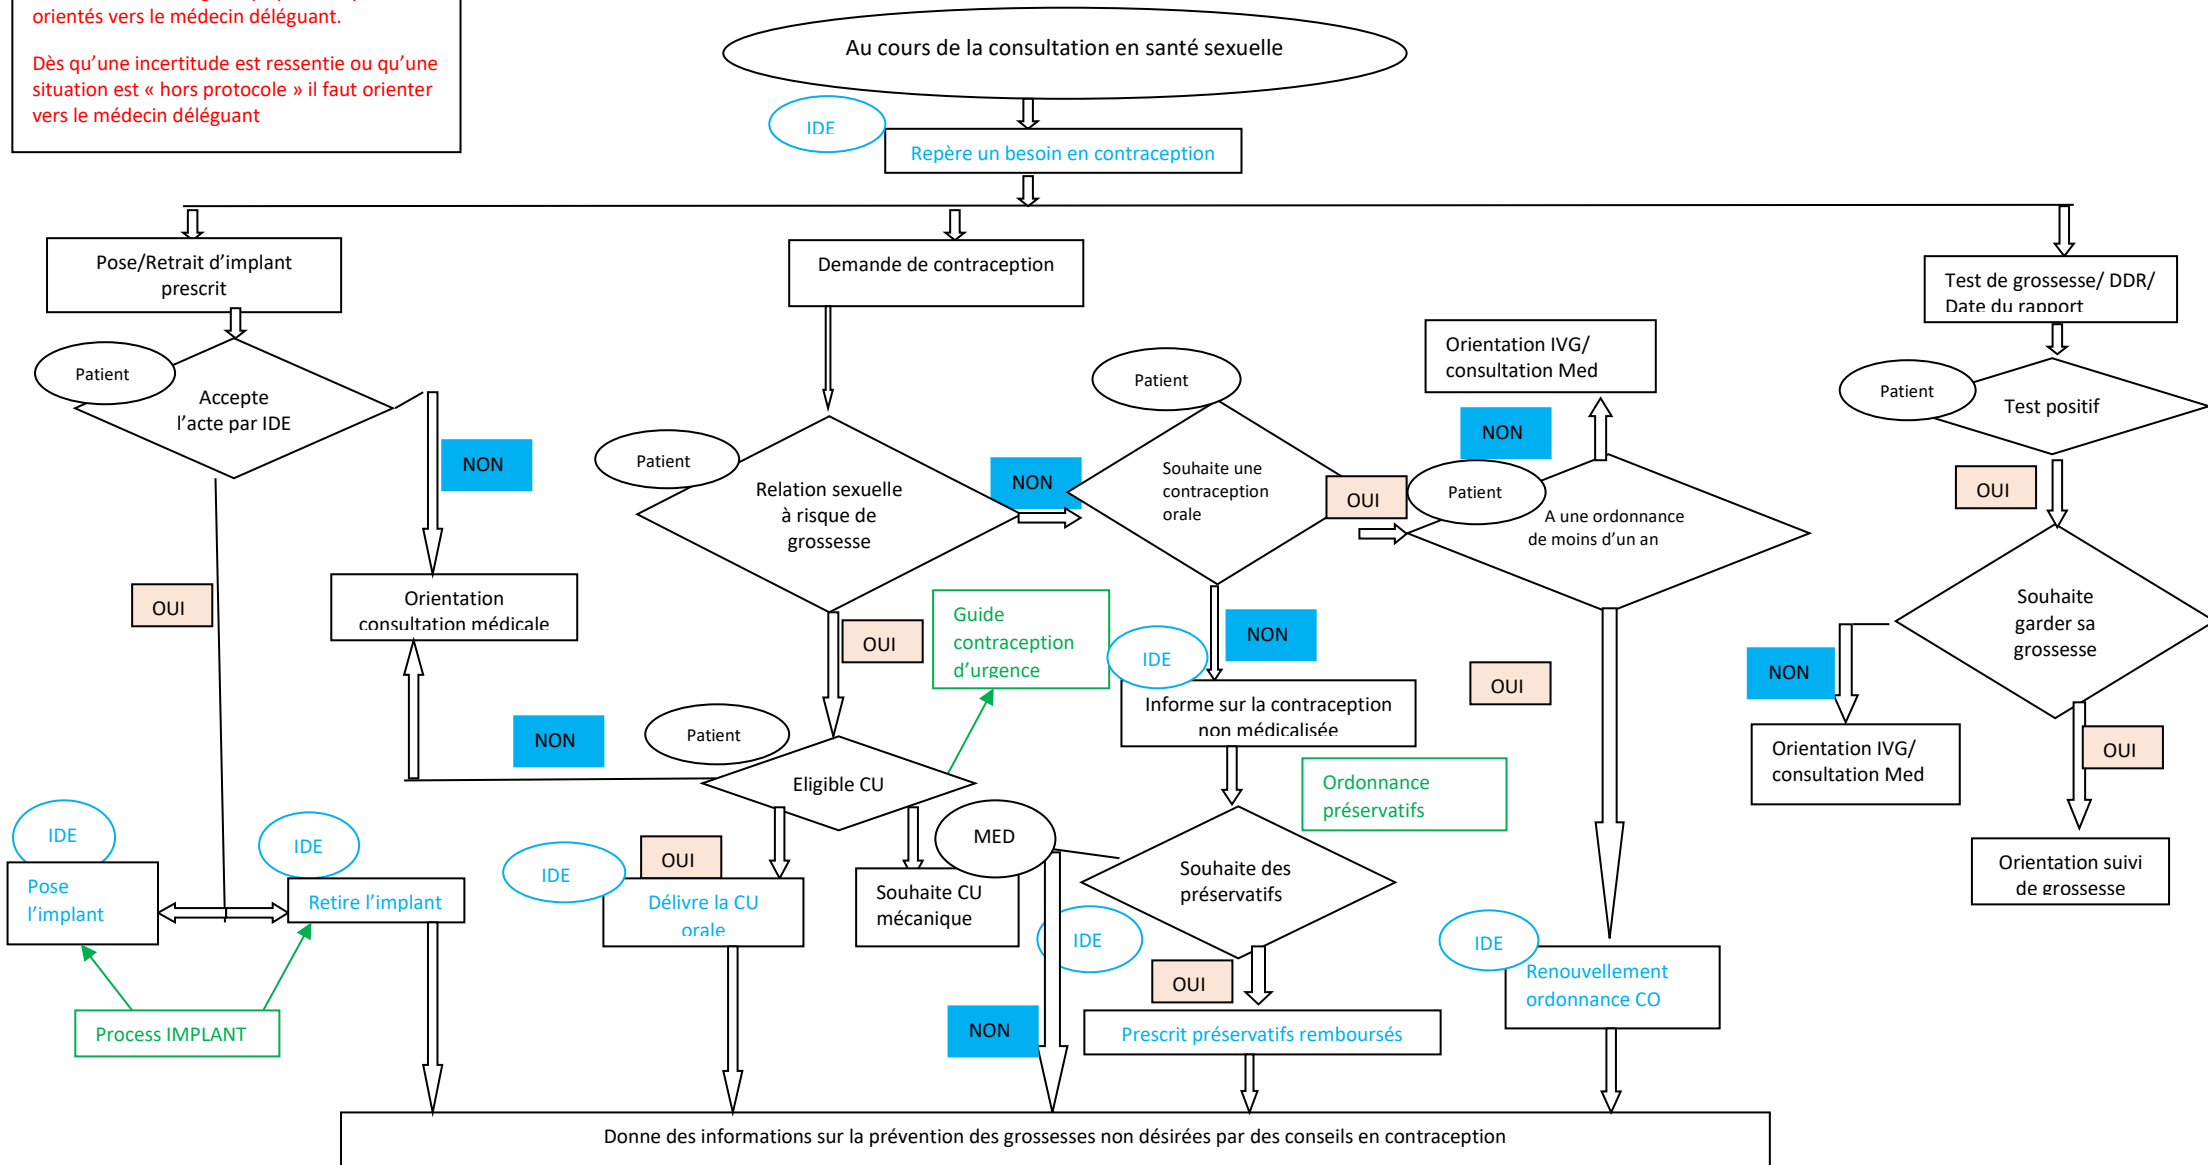 orientés vers le médecin déléguant.
Dès qu'une incertitude est ressentie ou qu'une
situation est « hors protocole » il faut orienter
vers le médecin déléguant
Au cours de la consultation en santé sexuelle
IDE
Repère un besoin en contraception
Pose/Retrait d'implant
prescrit
Demande de contraception
Test de grossesse/ DDR/
Date du rapport
Patient
Accepte
l'acte par IDE
NON
Patient
Relation sexuelle
à risque de
grossesse
NON
Patient
Souhaite une
contraception
orale
OUI
Orientation IVG/
consultation Med
NON
Patient
A une ordonnance
de moins d'un an
Patient
Test positif
OUI
Souhaite
garder sa
grossesse
OUI
Orientation
consultation médicale
OUI
Guide
contraception
d'urgence
IDE
NON
Informe sur la contraception
non médicalisée
OUI
NON
Orientation IVG/
consultation Med
OUI
Orientation suivi
de grossesse
NON
Patient
Eligible CU
Ordonnance
préservatifs
IDE
Pose
l'implant
IDE
Retire l'implant
Process IMPLANT
IDE
OUI
Délivre la CU
orale
MED
Souhaite CU
mécanique
Souhaite des
préservatifs
IDE
OUI
NON
Prescrit préservatifs remboursés
IDE
Renouvellement
ordonnance CO
Donne des informations sur la prévention des grossesses non désirées par des conseils en contraception